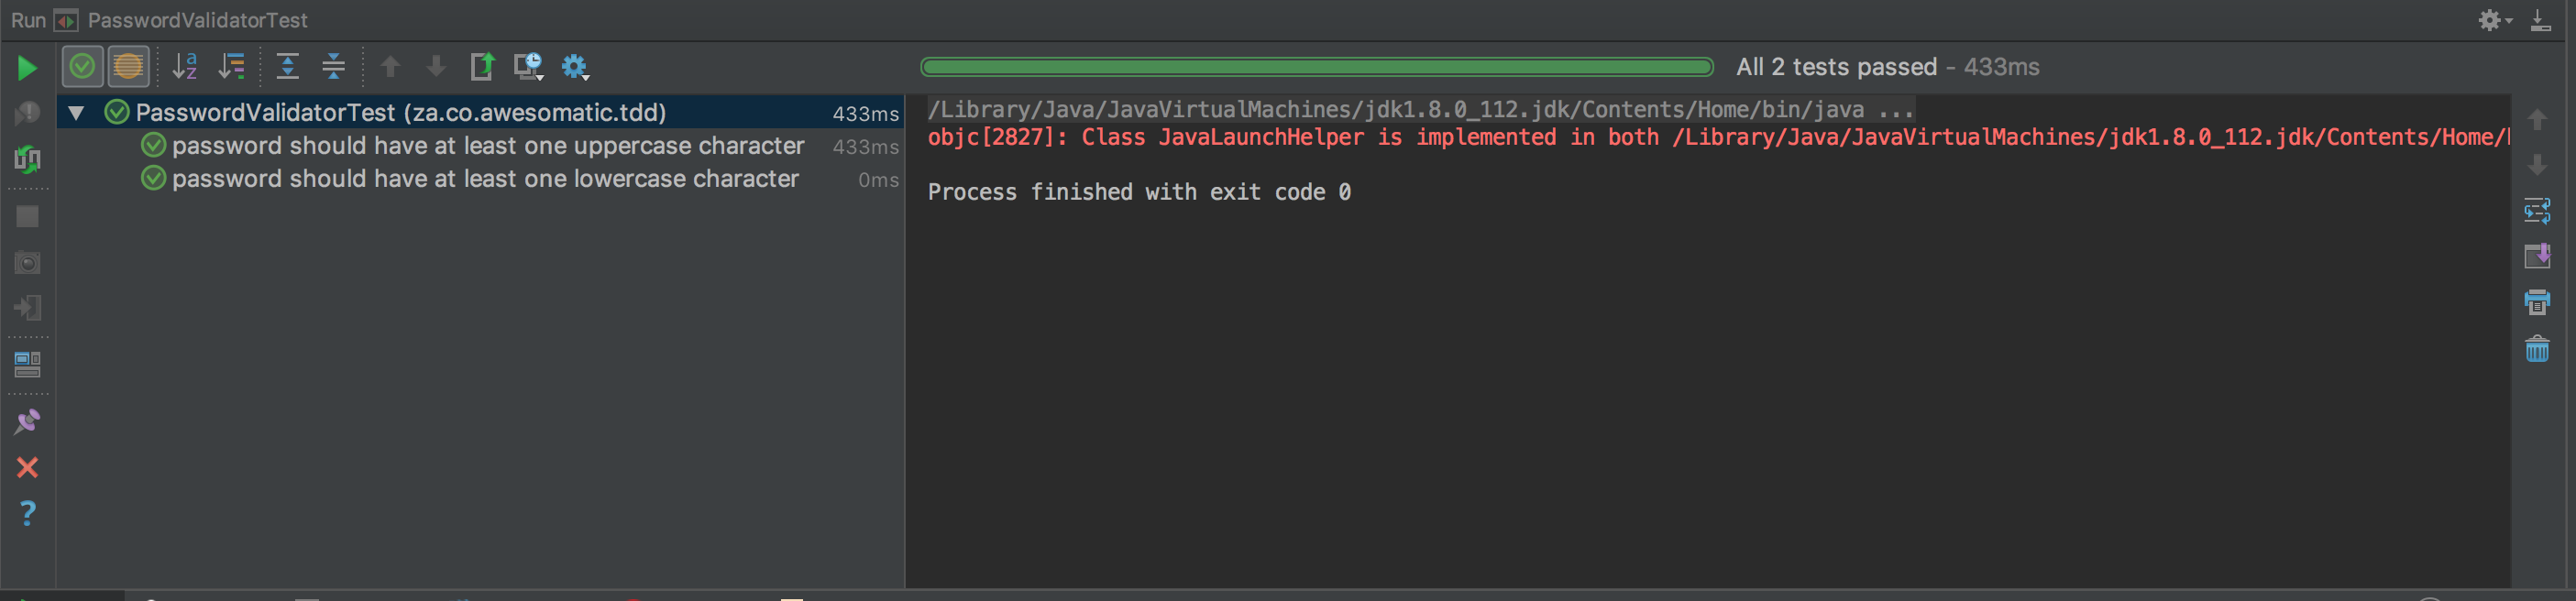 Run PasswordValidatorTest
All 2 tests passed – 433ms
PasswordValidatorTest (za.co.awesomatic.tdd) 433ms
password should have at least one uppercase character 433ms
password should have at least one lowercase character 0ms
/Library/Java/JavaVirtualMachines/jdk1.8.0_112.jdk/Contents/Home/bin/java ...
objc[2827]: Class JavaLaunchHelper is implemented in both /Library/Java/JavaVirtualMachines/jdk1.8.0_112.jdk/Contents/Home/
Process finished with exit code 0